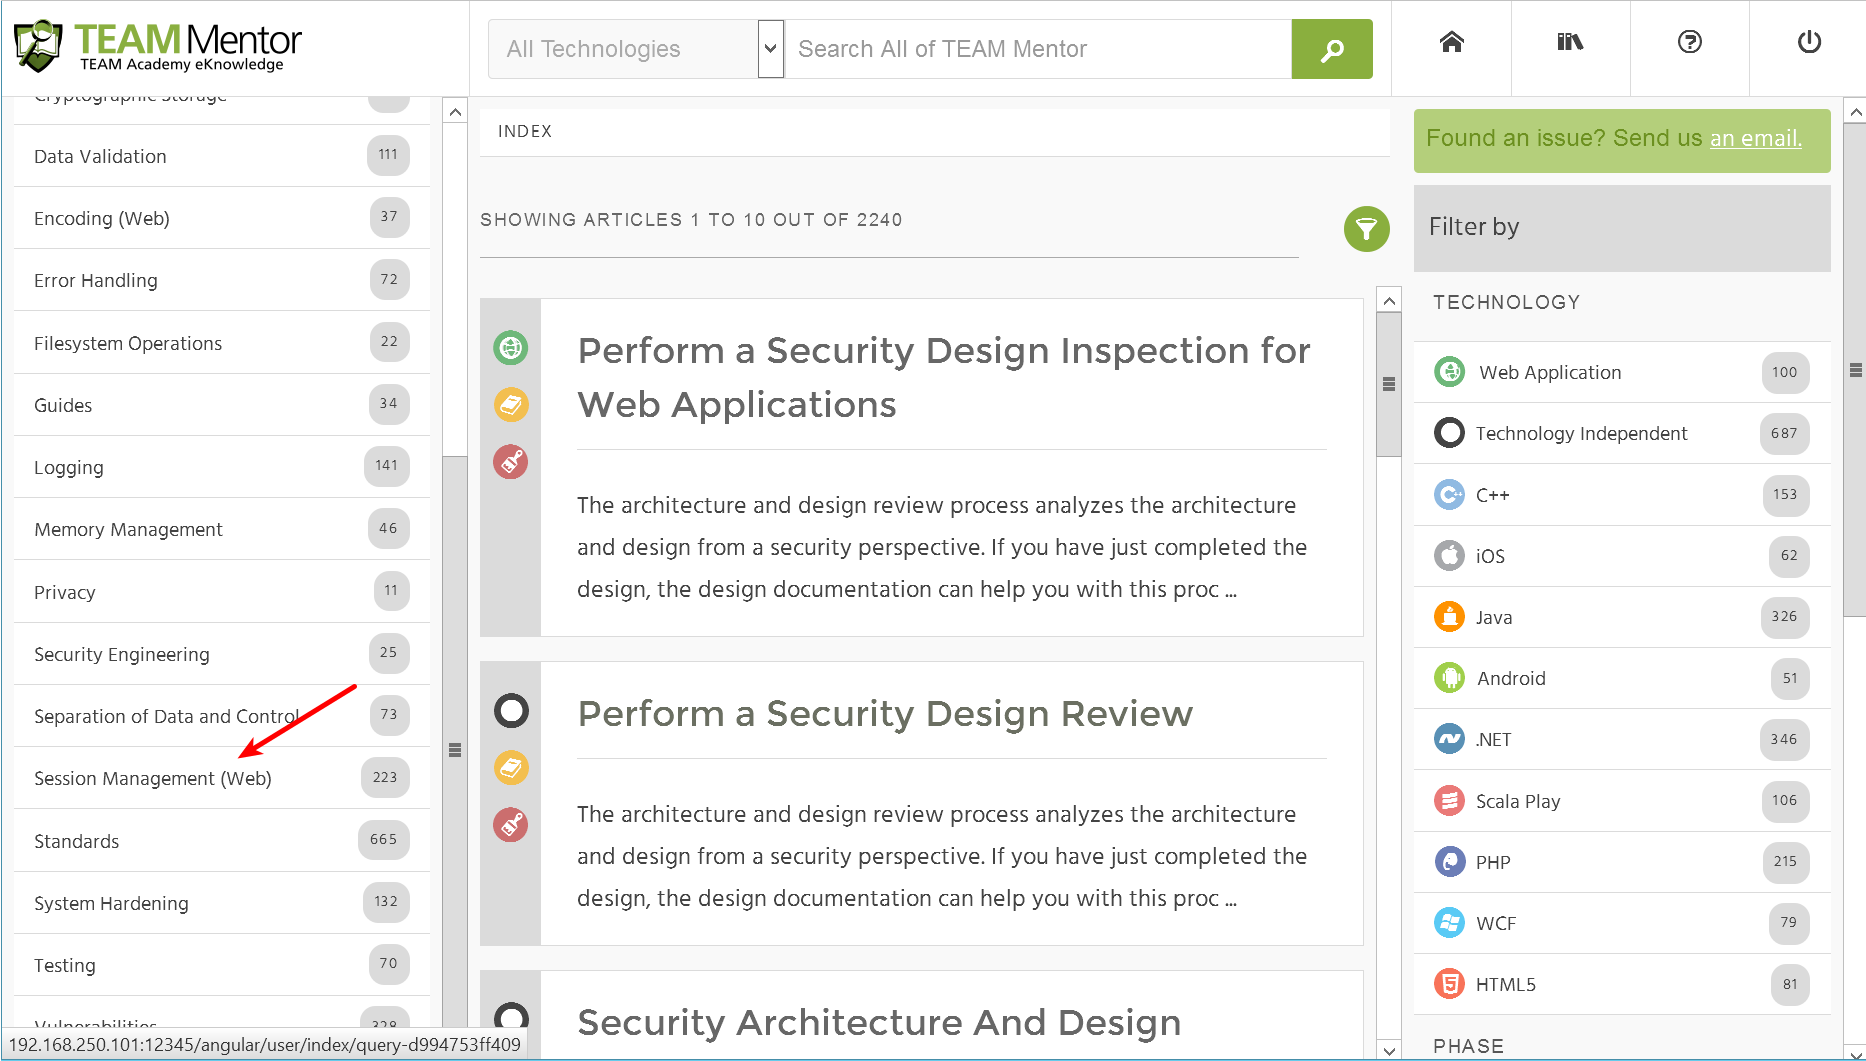 TEAM Mentor
TEAM Academy eKnowledge
All Technologies
Search All of TEAM Mentor
Cryptographic Storage
Data Validation 111
Encoding (Web) 37
Error Handling 72
Filesystem Operations 22
Guides 34
Logging 141
Memory Management 46
Privacy 11
Security Engineering 25
Separation of Data and Control 73
Session Management (Web) 223
Standards 665
System Hardening 132
Testing 70
Vulnerabilities 328
192.168.250.101:12345/angular/user/index/query-d994753ff409
INDEX
SHOWING ARTICLES 1 TO 10 OUT OF 2240
Perform a Security Design Inspection for
Web Applications
The architecture and design review process analyzes the architecture
and design from a security perspective. If you have just completed the
design, the design documentation can help you with this proc ...
Perform a Security Design Review
The architecture and design review process analyzes the architecture
and design from a security perspective. If you have just completed the
design, the design documentation can help you with this proc ...
Security Architecture And Design
Found an issue? Send us an email.
Filter by
TECHNOLOGY
Web Application 100
Technology Independent 687
C++ 153
iOS 62
Java 326
Android 51
.NET 346
Scala Play 106
PHP 215
WCF 79
HTML5 81
PHASE